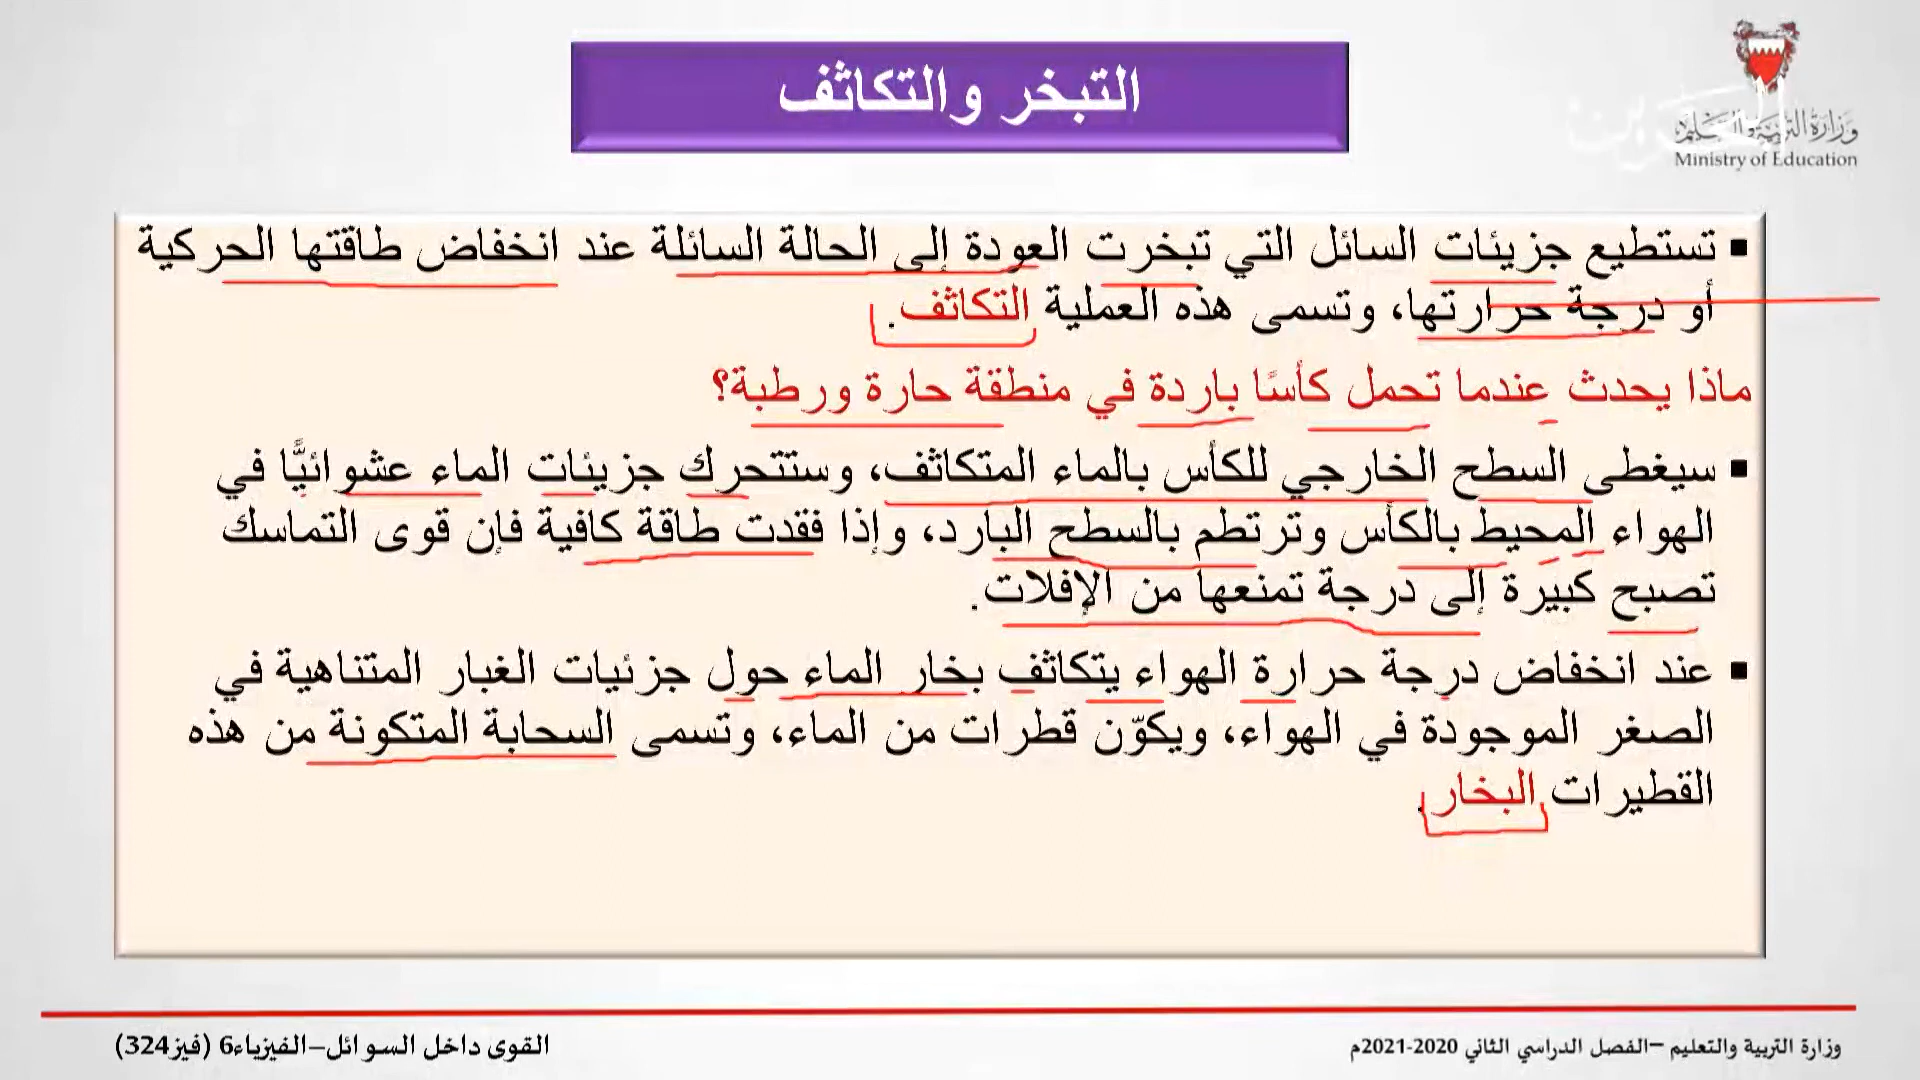 التبخر والتكاثف
البحرين
وزارة التربية والتعليم
Ministry of Education
▪ تستطيع جزيئات السائل التي تبخرت العودة إلى الحالة السائلة عند انخفاض طاقتها الحركية
أو درجة حرارتها، وتسمى هذه العملية التكاثف.
ماذا يحدث عندما تحمل كأسًا باردة في منطقة حارة ورطبة؟
▪ سيغطى السطح الخارجي للكأس بالماء المتكاثف، وستتحرك جزيئات الماء عشوائيًّا في
الهواء المحيط بالكأس وترتطم بالسطح البارد، وإذا فقدت طاقة كافية فإن قوى التماسك
تصبح كبيرة إلى درجة تمنعها من الإفلات.
▪ عند انخفاض درجة حرارة الهواء يتكاثف بخار الماء حول جزئيات الغبار المتناهية في
الصغر الموجودة في الهواء، ويكوّن قطرات من الماء، وتسمى السحابة المتكونة من هذه
القطيرات البخار.
وزارة التربية والتعليم –الفصل الدراسي الثاني 2020-2021م
القوى داخل السوائل–الفيزياء6 (فيز324)